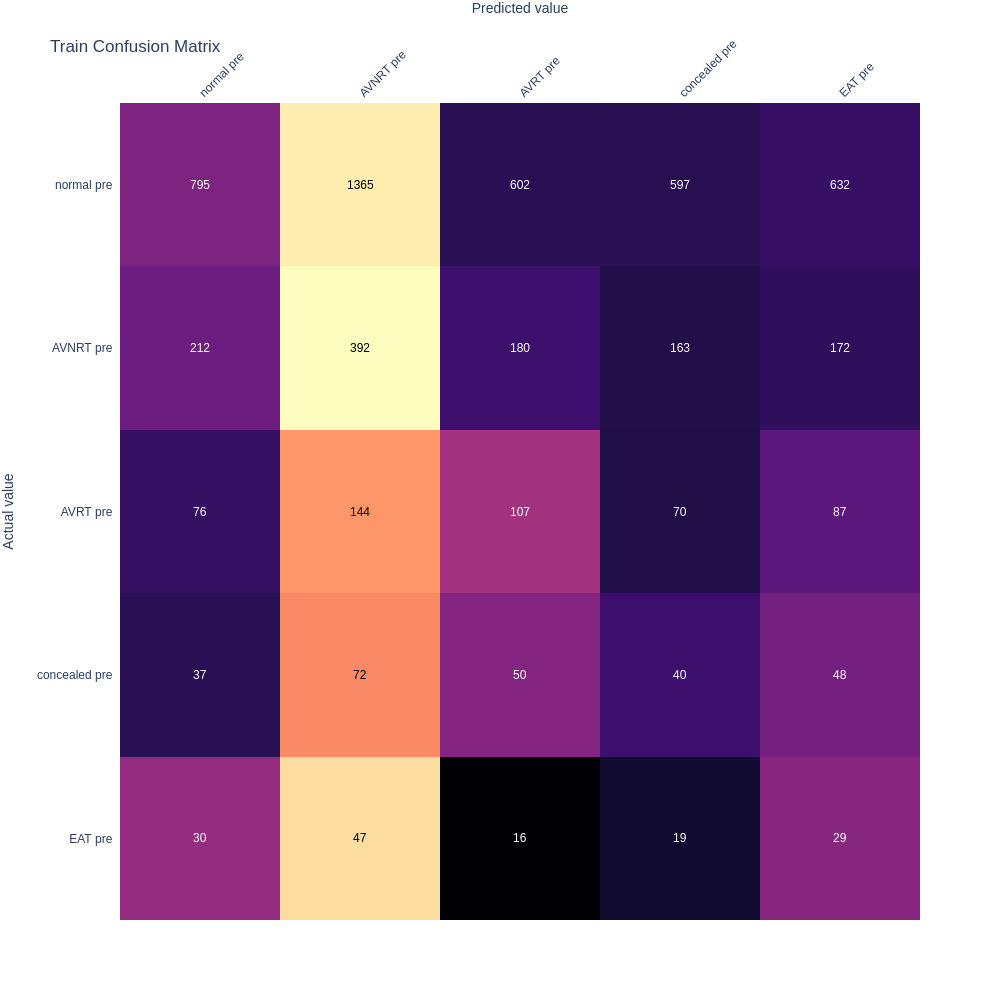 Predicted value
Train Confusion Matrix
normal pre
AVNRT pre
AVRT pre
concealed pre
EAT pre
normal pre 795 1365 602 597 632
AVNRT pre 212 392 180 163 172
AVRT pre 76 144 107 70 87
concealed pre 37 72 50 40 48
EAT pre 30 47 16 19 29
Actual value